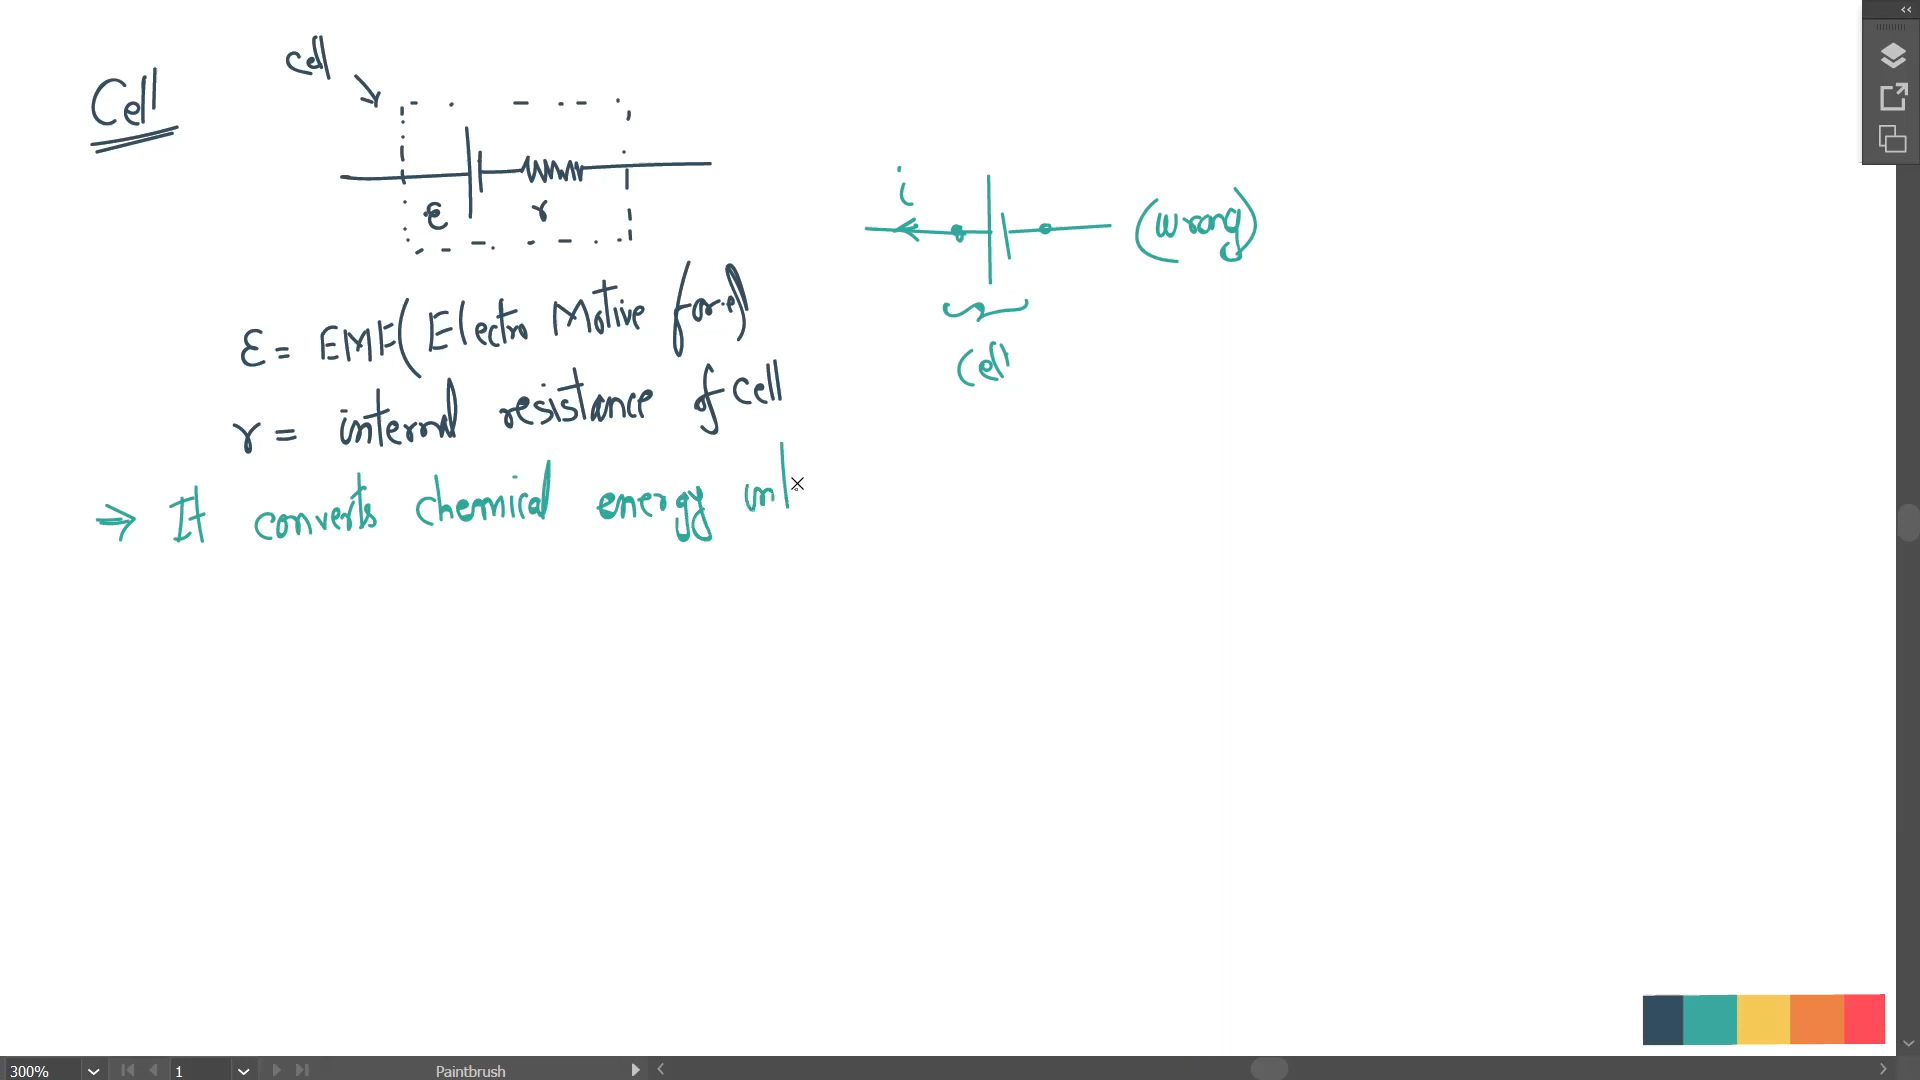 Cell
cell
ε
r
i
(wrong)
cell
ε = EMF (Electro Motive force)
r = internal resistance of cell
⇒ It converts chemical energy int
300%
1
Paintbrush